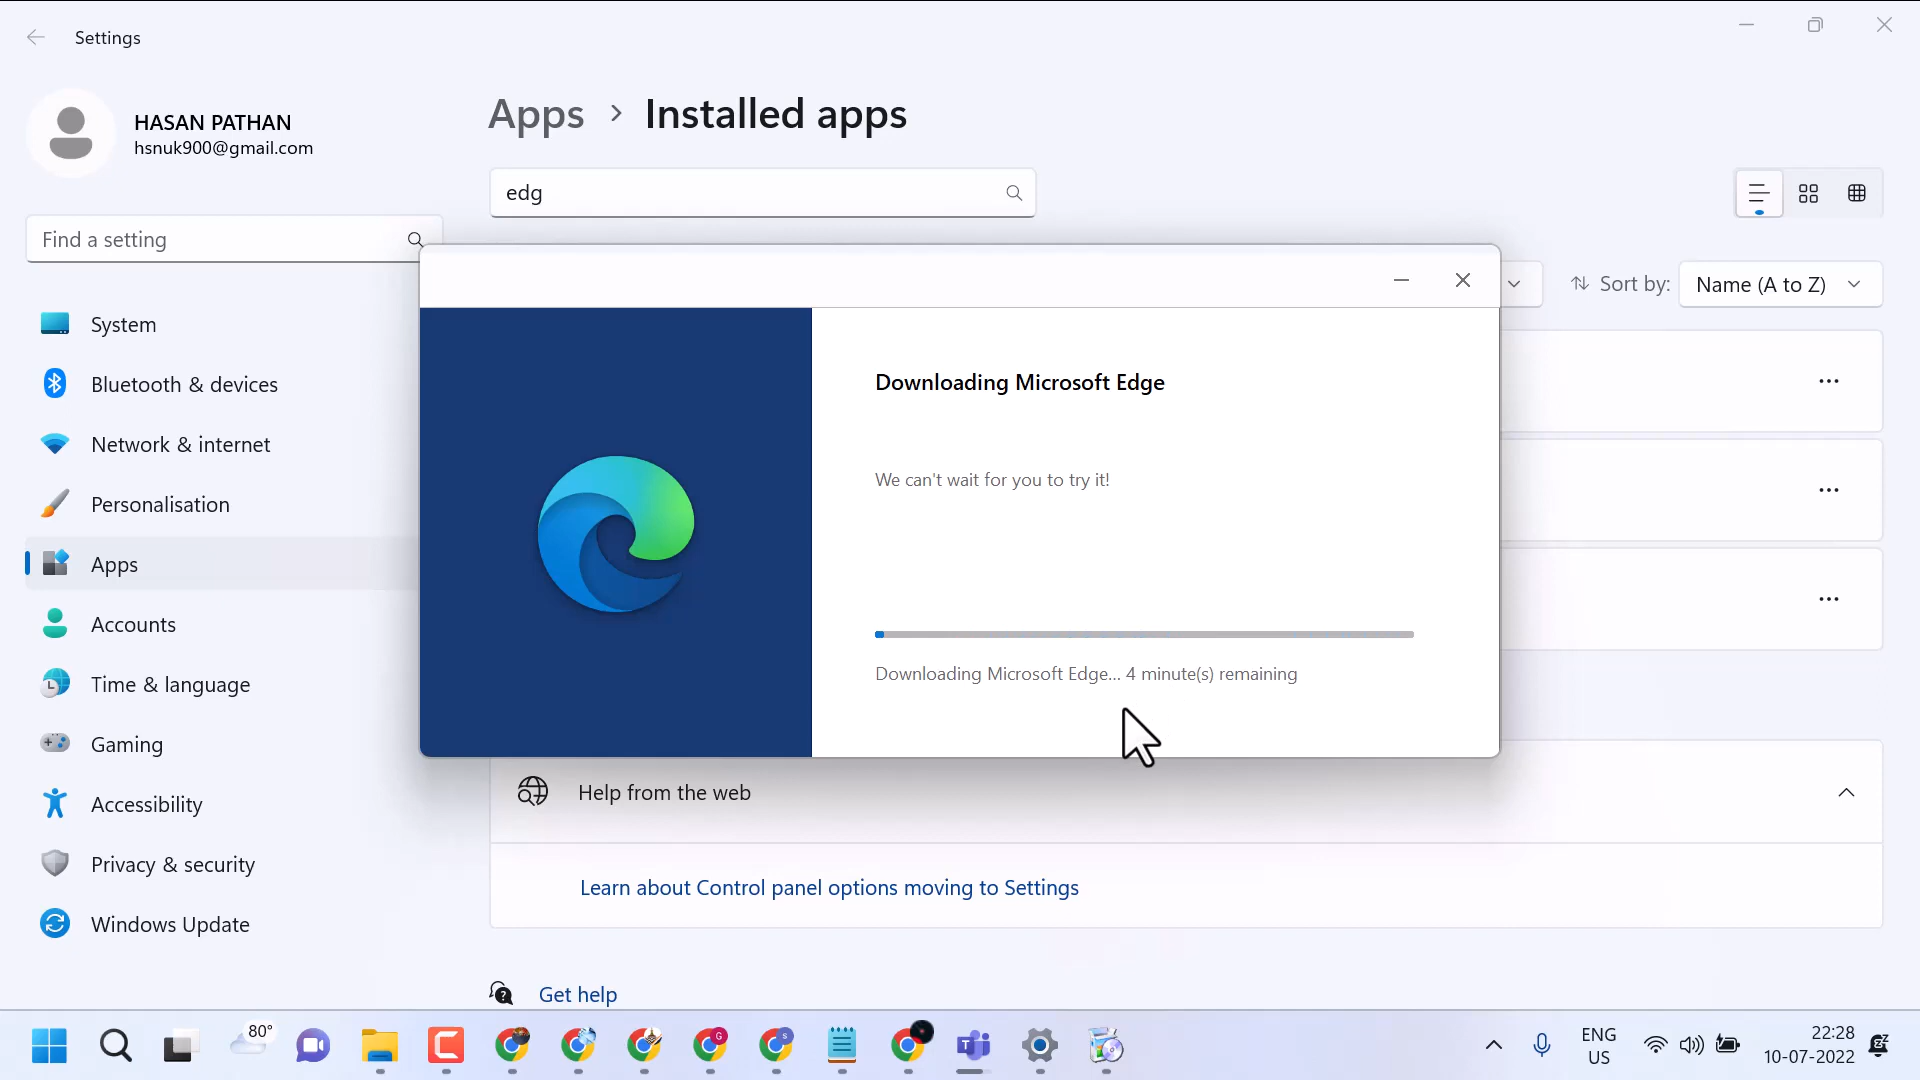 Settings
HASAN PATHAN
hsnuk900@gmail.com
Find a setting
System
Bluetooth & devices
Network & internet
Personalisation
Apps
Accounts
Time & language
Gaming
Accessibility
Privacy & security
Windows Update
Apps > Installed apps
edg
Sort by: Name (A to Z)
Downloading Microsoft Edge
We can't wait for you to try it!
Downloading Microsoft Edge... 4 minute(s) remaining
Help from the web
Learn about Control panel options moving to Settings
Get help
80°
ENG
US
22:28
10-07-2022